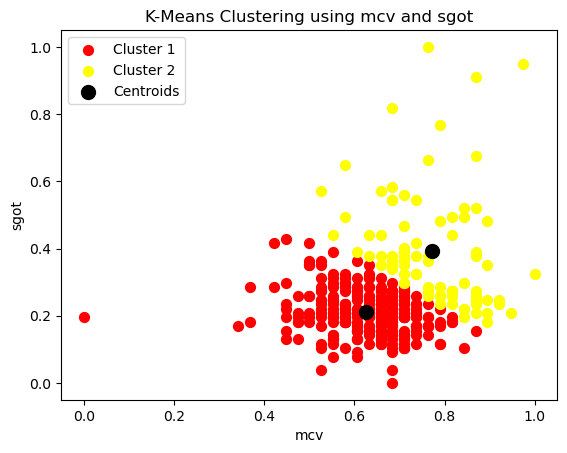 K-Means Clustering using mcv and sgot
Cluster 1
Cluster 2
Centroids
1.0
0.8
0.6
0.4
0.2
0.0
sgot
0.0 0.2 0.4 0.6 0.8 1.0
mcv